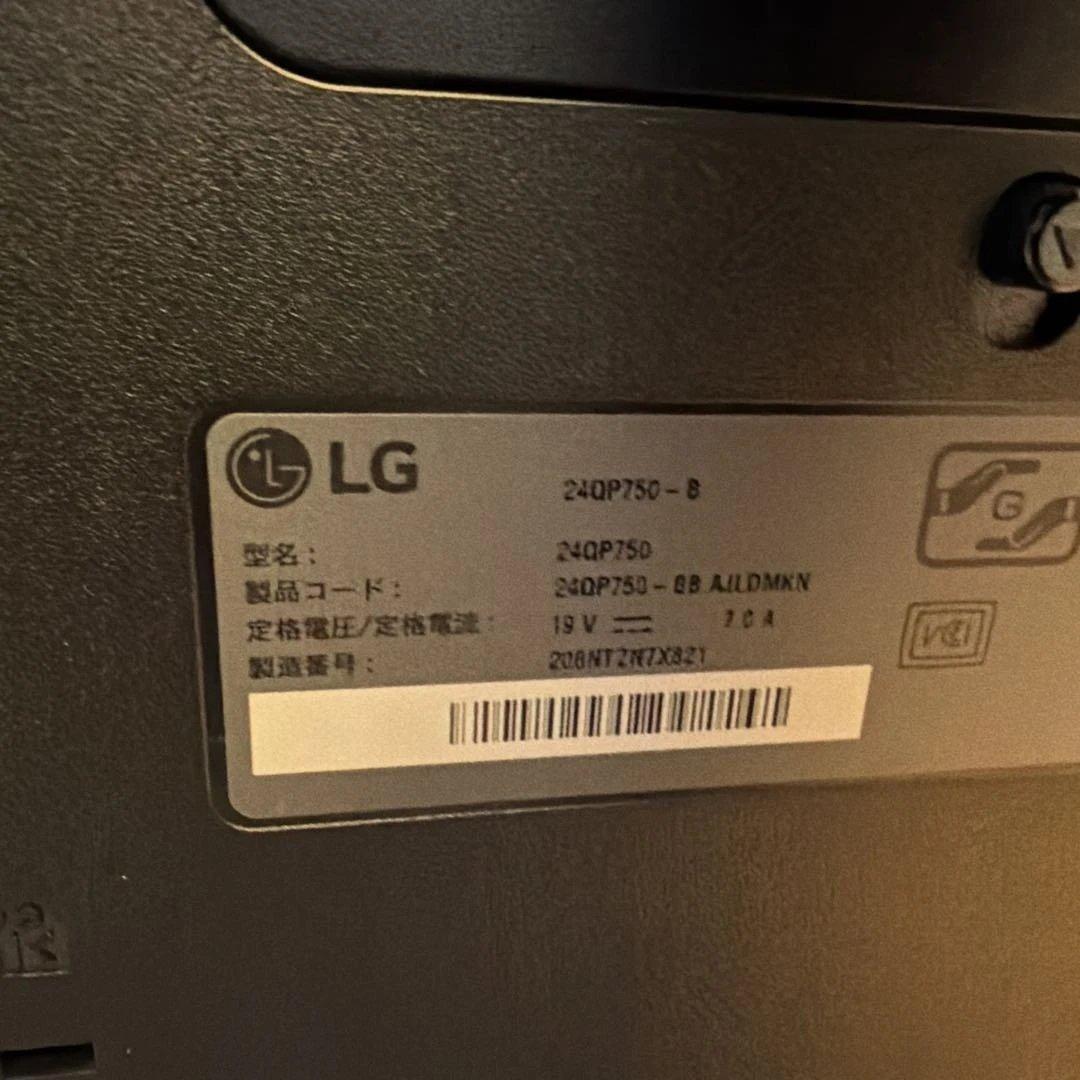 LG
24QP750-B
型名: 24QP750
製品コード: 24QP750-BB.AJLDMKN
定格電圧/定格電流: 19 V
製造番号:
VCCI